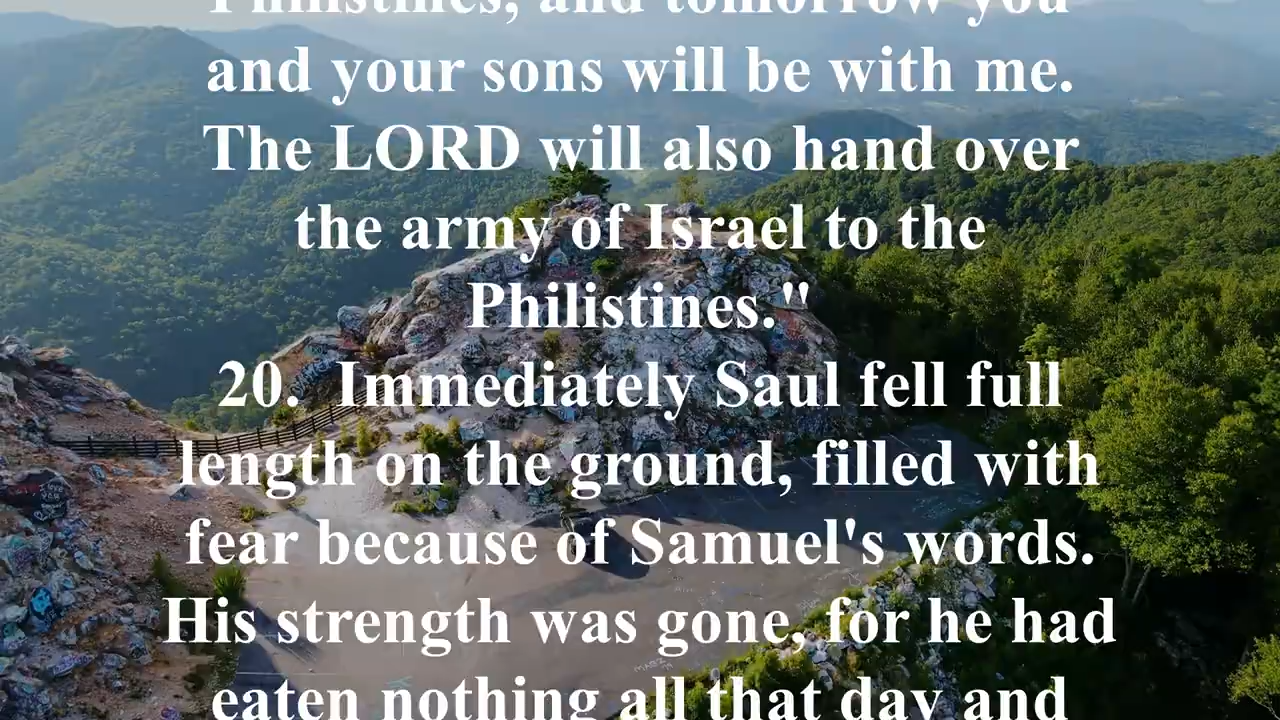 Philistines, and tomorrow you
and your sons will be with me.
The LORD will also hand over
the army of Israel to the
Philistines."
20. Immediately Saul fell full
length on the ground, filled with
fear because of Samuel's words.
His strength was gone, for he had
eaten nothing all that day and